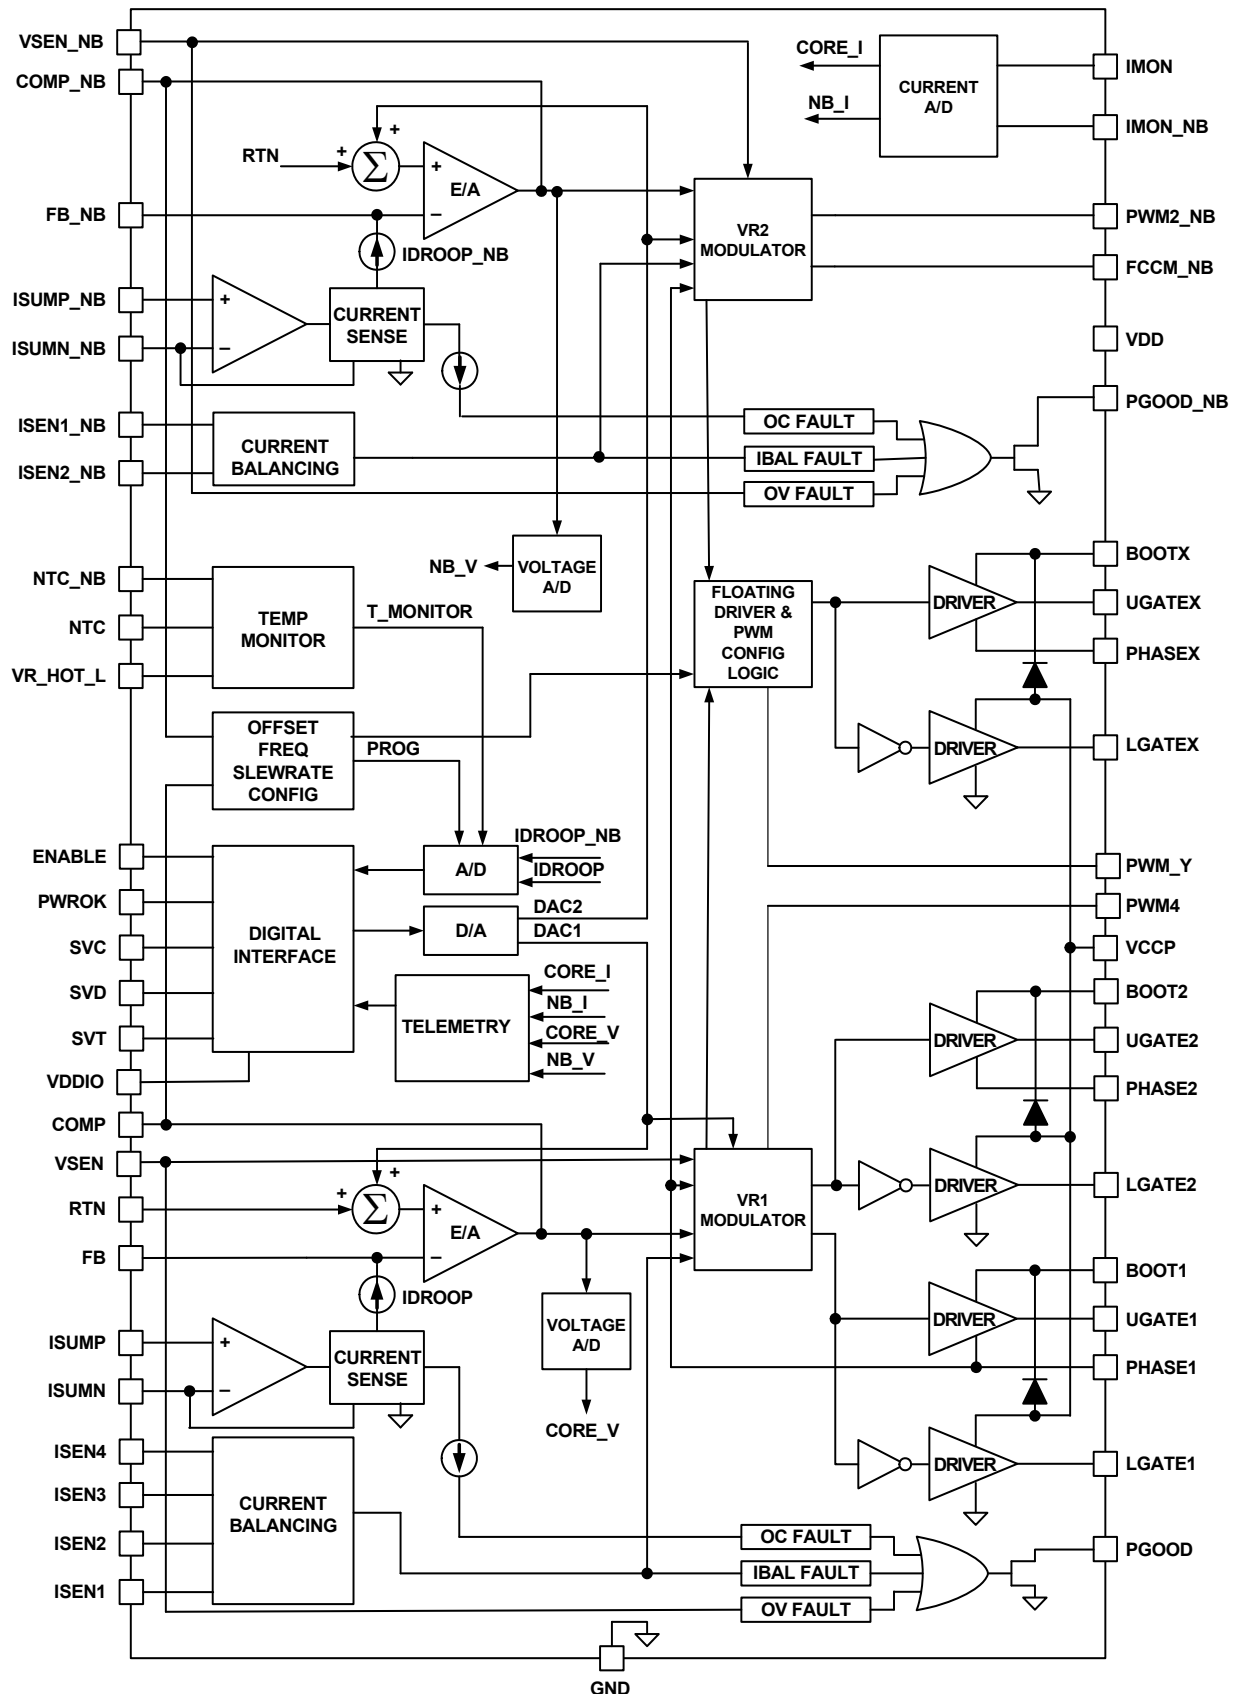 VSEN_NB
COMP_NB
CORE_I
NB_I
CURRENT
A/D
IMON
IMON_NB
RTN
+
+
Σ
+
E/A
−
FB_NB
IDROOP_NB
VR2
MODULATOR
PWM2_NB
FCCM_NB
ISUMP_NB
+
CURRENT
SENSE
ISUMN_NB
−
VDD
PGOOD_NB
ISEN1_NB
ISEN2_NB
CURRENT
BALANCING
OC FAULT
IBAL FAULT
OV FAULT
NB_V
VOLTAGE
A/D
NTC_NB
NTC
VR_HOT_L
TEMP
MONITOR
T_MONITOR
FLOATING
DRIVER &
PWM
CONFIG
LOGIC
DRIVER
BOOTX
UGATEX
PHASEX
DRIVER
LGATEX
OFFSET
FREQ
SLEWRATE
CONFIG
PROG
ENABLE
PWROK
SVC
SVD
SVT
VDDIO
DIGITAL
INTERFACE
A/D
IDROOP_NB
IDROOP
D/A
DAC2
DAC1
TELEMETRY
CORE_I
NB_I
CORE_V
NB_V
PWM_Y
PWM4
VCCP
BOOT2
DRIVER
UGATE2
PHASE2
DRIVER
LGATE2
COMP
VSEN
RTN
+
+
Σ
+
E/A
−
FB
IDROOP
VR1
MODULATOR
BOOT1
DRIVER
UGATE1
PHASE1
DRIVER
LGATE1
ISUMP
+
CURRENT
SENSE
ISUMN
−
VOLTAGE
A/D
CORE_V
ISEN4
ISEN3
ISEN2
ISEN1
CURRENT
BALANCING
OC FAULT
IBAL FAULT
OV FAULT
PGOOD
GND